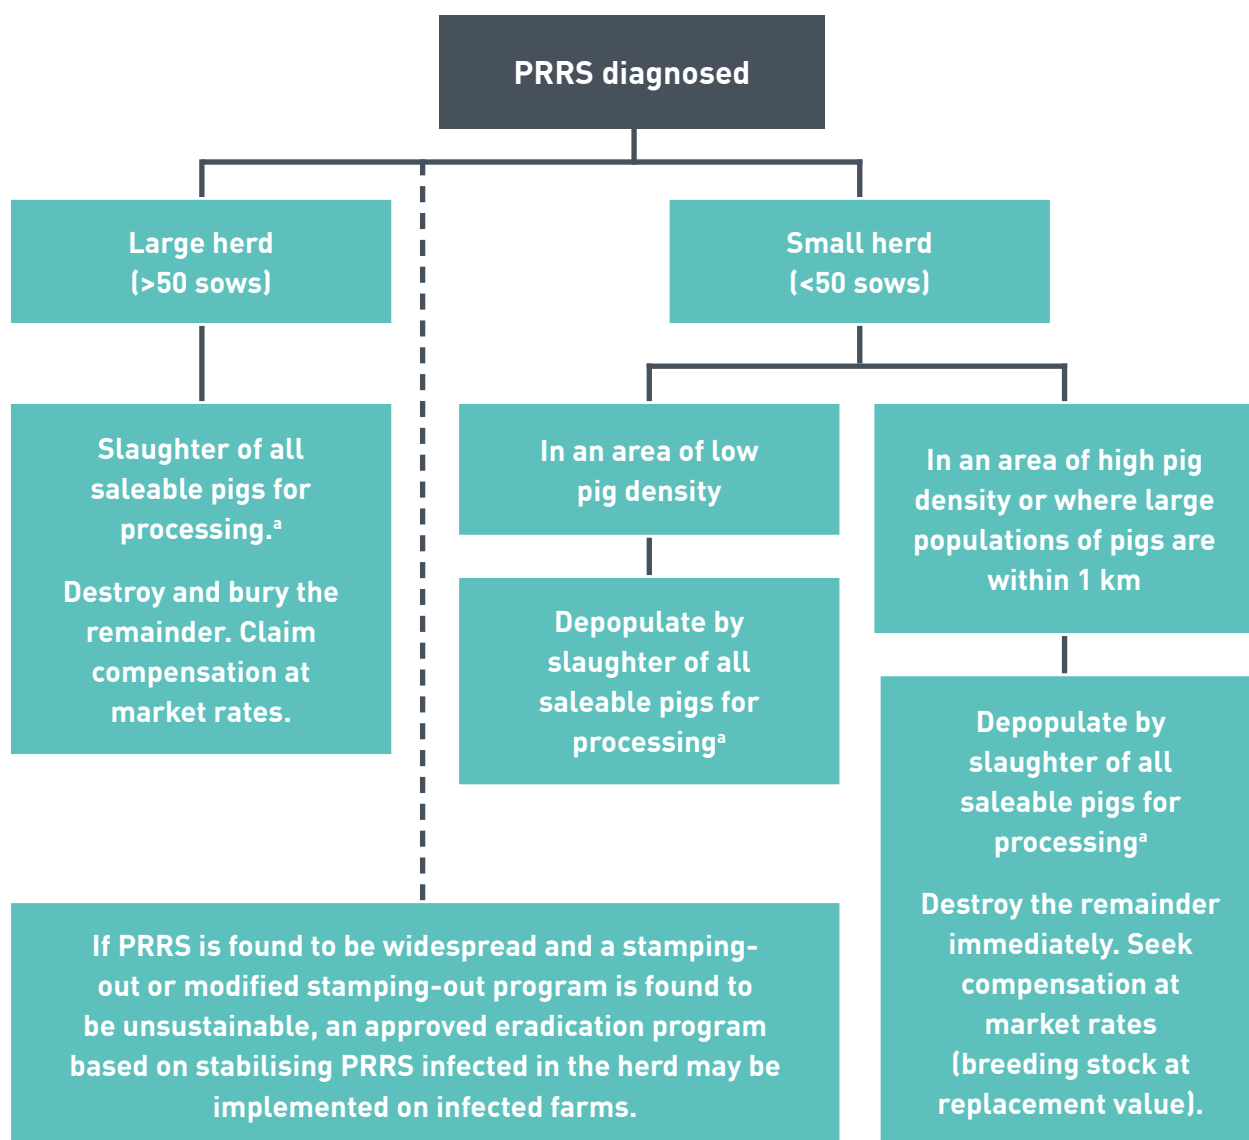 PRRS diagnosed
Large herd
(>50 sows)
Small herd
(<50 sows)
Slaughter of all
saleable pigs for
processing.ᵃ
Destroy and bury the
remainder. Claim
compensation at
market rates.
In an area of low
pig density
In an area of high pig
density or where large
populations of pigs are
within 1 km
Depopulate by
slaughter of all
saleable pigs for
processingᵃ
Depopulate by
slaughter of all
saleable pigs for
processingᵃ
Destroy the remainder
immediately. Seek
compensation at
market rates
(breeding stock at
replacement value).
If PRRS is found to be widespread and a stamping-
out or modified stamping-out program is found to
be unsustainable, an approved eradication program
based on stabilising PRRS infected in the herd may be
implemented on infected farms.